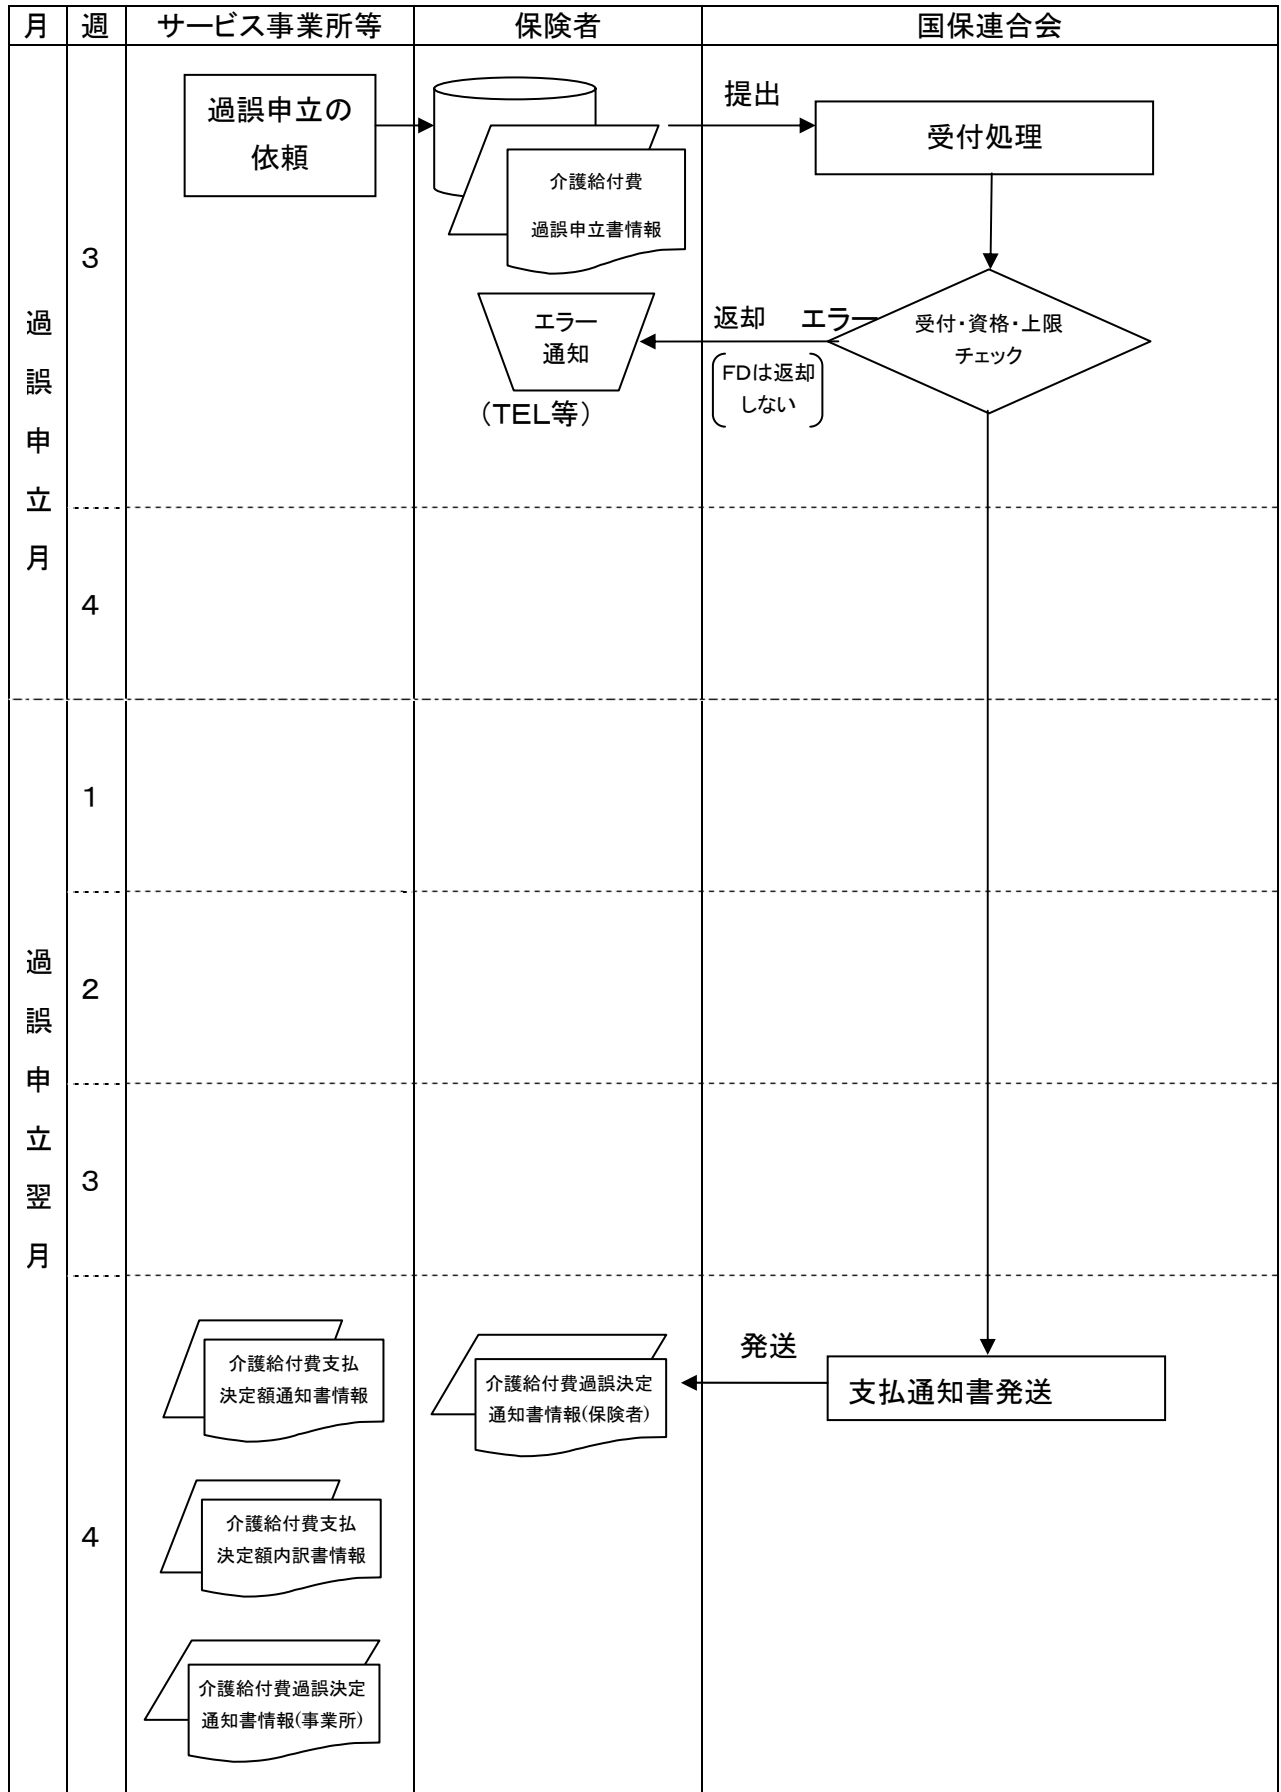 月 週 サービス事業所等 保険者 国保連合会
過誤申立月
3
過誤申立の
依頼
介護給付費
過誤申立書情報
提出
受付処理
エラー
通知
(TEL等)
返却 エラー
FDは返却
しない
受付・資格・上限
チェック
4
過誤申立翌月
1
2
3
4
介護給付費支払
決定額通知書情報
介護給付費過誤決定
通知書情報(保険者)
発送
支払通知書発送
介護給付費支払
決定額内訳書情報
介護給付費過誤決定
通知書情報(事業所)